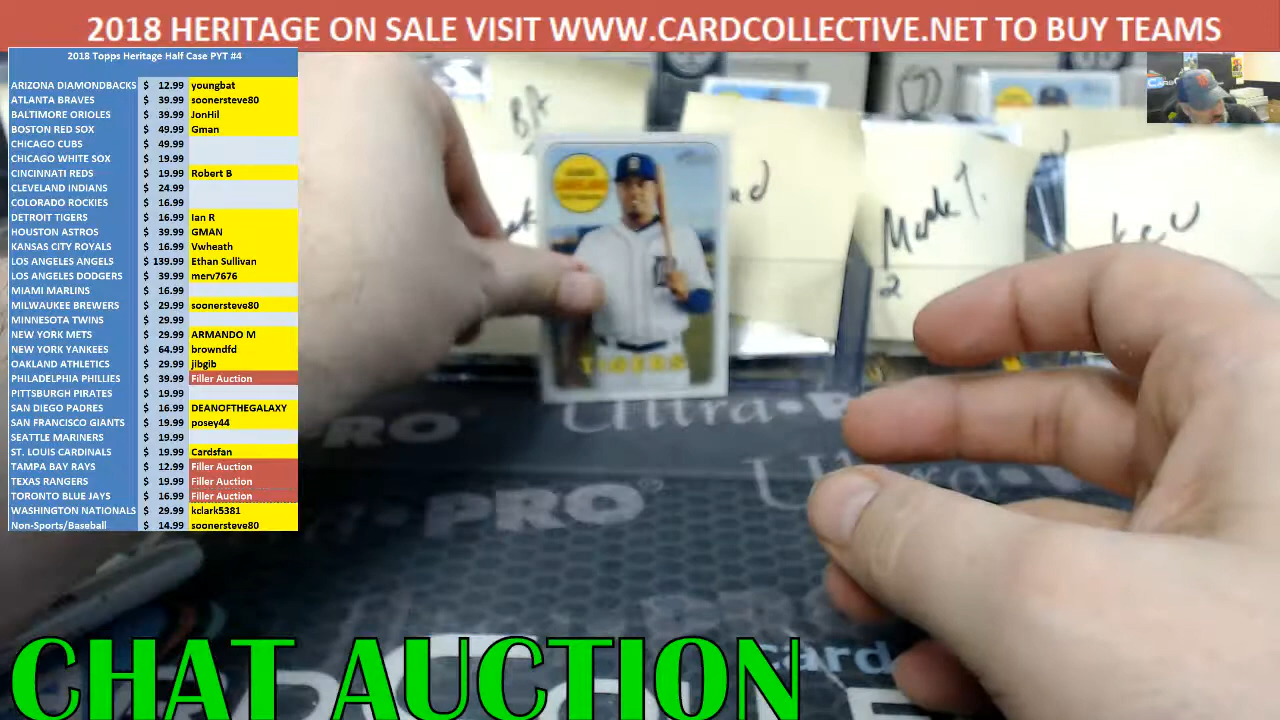 2018 HERITAGE ON SALE VISIT WWW.CARDCOLLECTIVE.NET TO BUY TEAMS
2018 Topps Heritage Half Case PYT #4
ARIZONA DIAMONDBACKS $ 12.99 youngbat
ATLANTA BRAVES $ 39.99 soonersteve80
BALTIMORE ORIOLES $ 39.99 JonHil
BOSTON RED SOX $ 49.99 Gman
CHICAGO CUBS $ 49.99
CHICAGO WHITE SOX $ 19.99
CINCINNATI REDS $ 19.99 Robert B
CLEVELAND INDIANS $ 24.99
COLORADO ROCKIES $ 16.99
DETROIT TIGERS $ 16.99 Ian R
HOUSTON ASTROS $ 39.99 GMAN
KANSAS CITY ROYALS $ 16.99 Vwheath
LOS ANGELES ANGELS $ 139.99 Ethan Sullivan
LOS ANGELES DODGERS $ 39.99 merv7676
MIAMI MARLINS $ 16.99
MILWAUKEE BREWERS $ 29.99 soonersteve80
MINNESOTA TWINS $ 29.99
NEW YORK METS $ 29.99 ARMANDO M
NEW YORK YANKEES $ 64.99 browndfd
OAKLAND ATHLETICS $ 29.99 jibgib
PHILADELPHIA PHILLIES $ 39.99 Filler Auction
PITTSBURGH PIRATES $ 19.99
SAN DIEGO PADRES $ 16.99 DEANOFTHEGALAXY
SAN FRANCISCO GIANTS $ 19.99 posey44
SEATTLE MARINERS $ 19.99
ST. LOUIS CARDINALS $ 19.99 Cardsfan
TAMPA BAY RAYS $ 12.99 Filler Auction
TEXAS RANGERS $ 19.99 Filler Auction
TORONTO BLUE JAYS $ 16.99 Filler Auction
WASHINGTON NATIONALS $ 29.99 kclark5381
Non-Sports/Baseball $ 14.99 soonersteve80
Mark T.
2
TIGERS
PRO Ultra
PRO
card
CHAT AUCTION